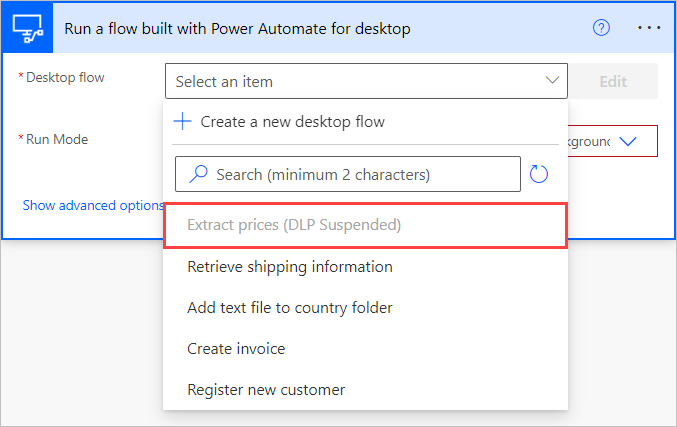 Run a flow built with Power Automate for desktop
* Desktop flow
Select an item
Edit
Create a new desktop flow
* Run Mode
Search (minimum 2 characters)
Show advanced options
Extract prices (DLP Suspended)
Retrieve shipping information
Add text file to country folder
Create invoice
Register new customer